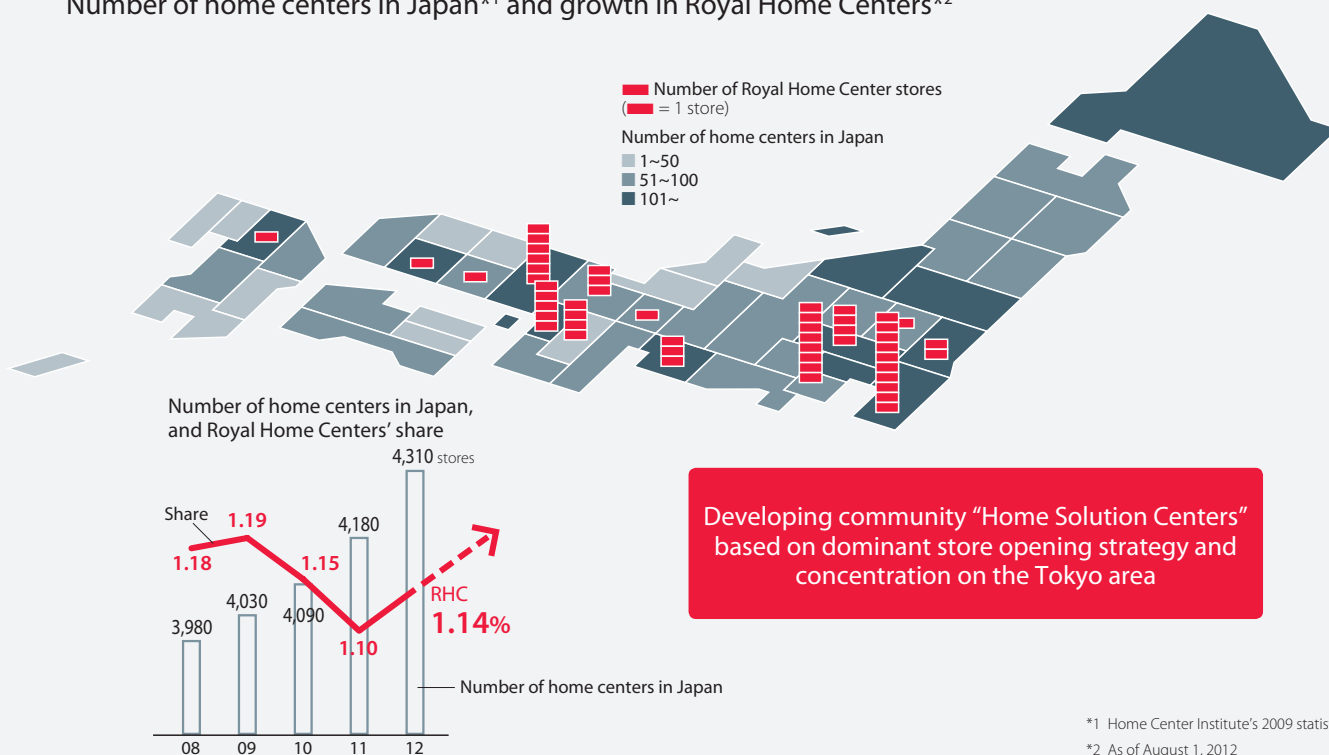 Number of home centers in Japan*1 and growth in Royal Home Centers*2
Number of Royal Home Center stores
( = 1 store)
Number of home centers in Japan
1~50
51~100
101~
Number of home centers in Japan,
and Royal Home Centers’ share
4,310 stores
4,180
Share
1.19
1.18
1.15
4,030
4,090
3,980
1.10
RHC
1.14%
Number of home centers in Japan
08 09 10 11 12
Developing community “Home Solution Centers”
based on dominant store opening strategy and
concentration on the Tokyo area
*1 Home Center Institute’s 2009
*2 As of August 1, 2012